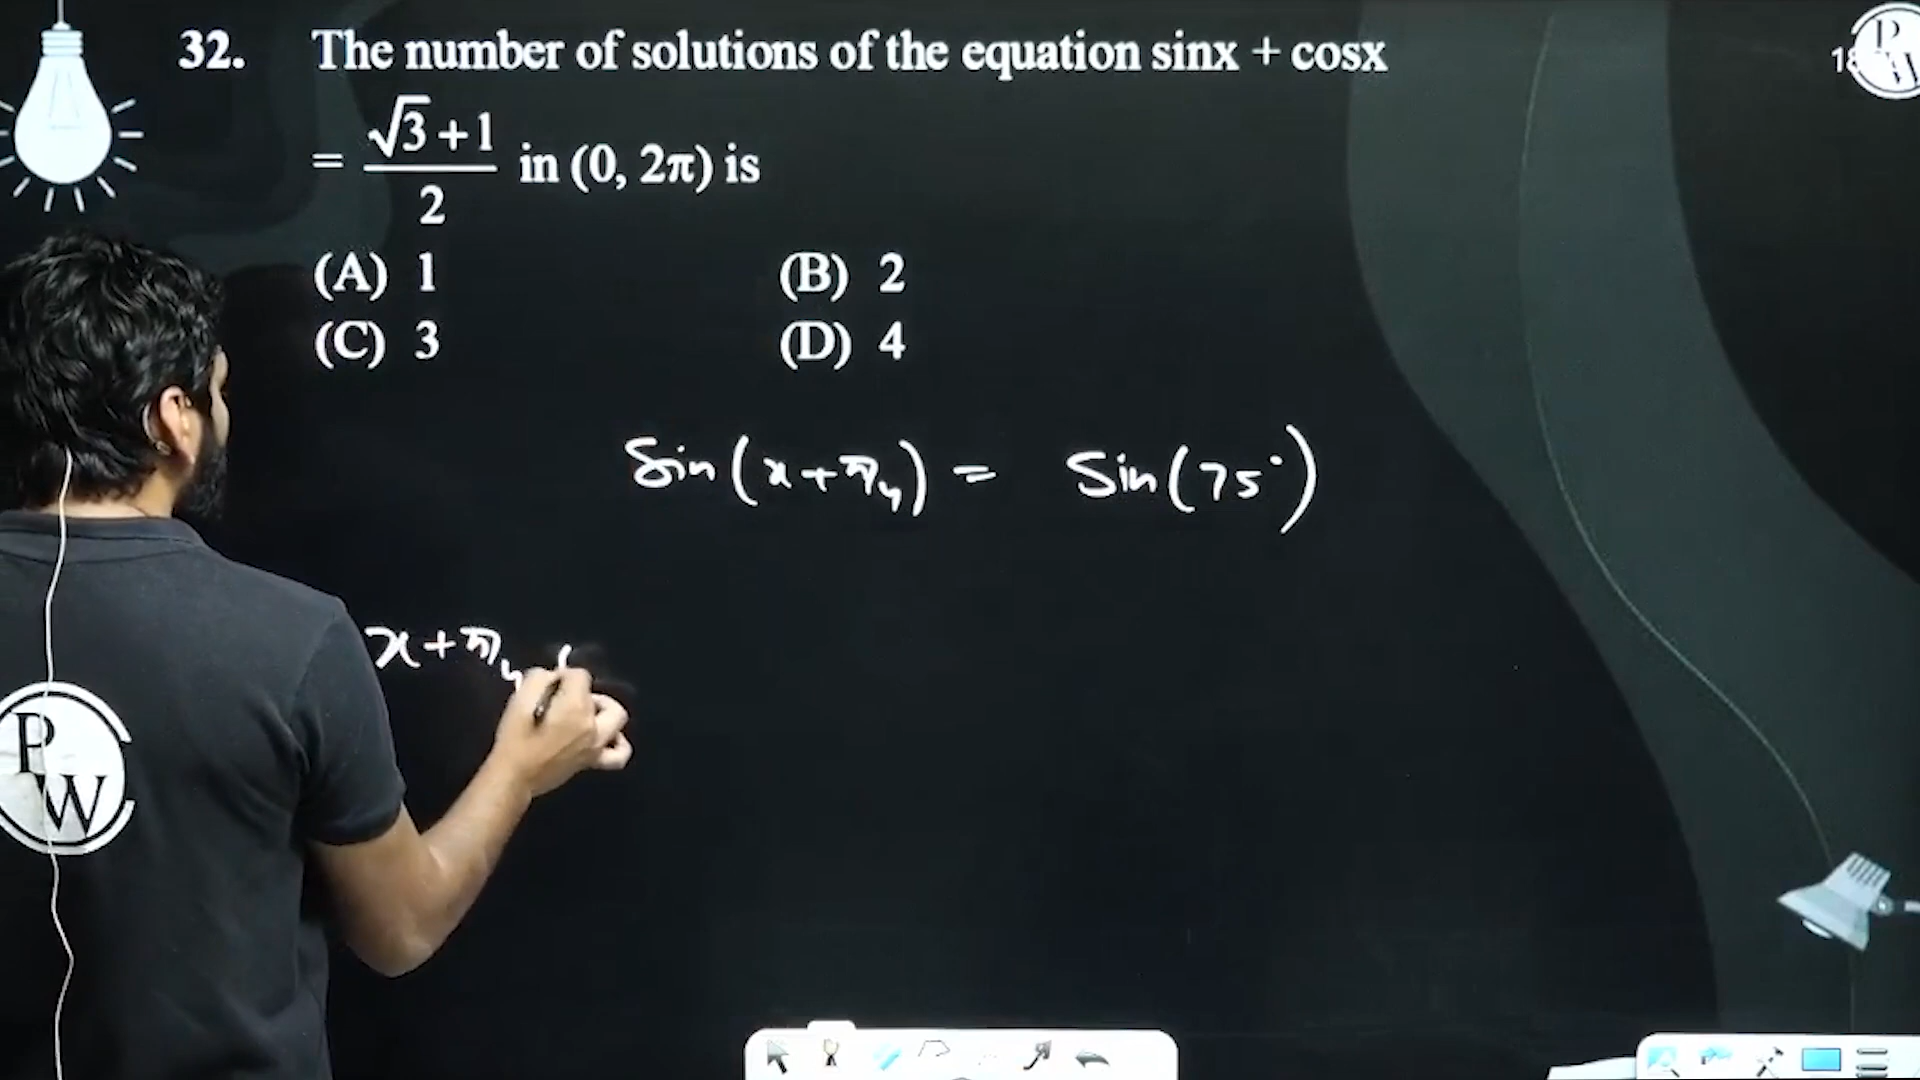 32. The number of solutions of the equation sinx + cosx
= (√3+1)/2 in (0, 2π) is
(A) 1 (B) 2
(C) 3 (D) 4
Sin(x+π/4) = Sin(75°)
x+π/4
P
W
P
W
18